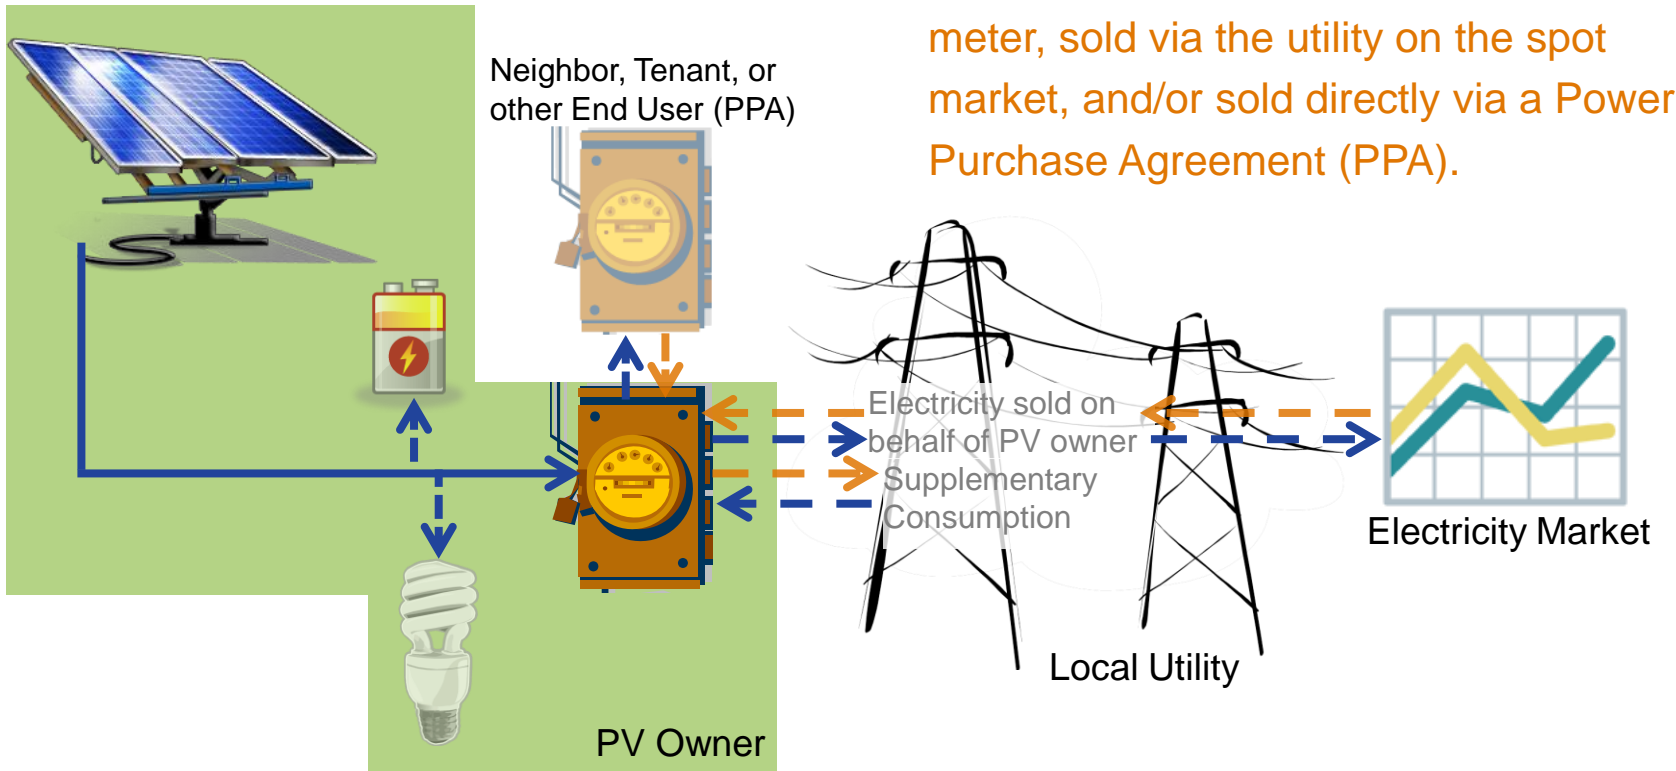 meter, sold via the utility on the spot
market, and/or sold directly via a Power
Purchase Agreement (PPA).
Neighbor, Tenant, or
other End User (PPA)
Electricity sold on
behalf of PV owner
Supplementary
Consumption
Electricity Market
Local Utility
PV Owner